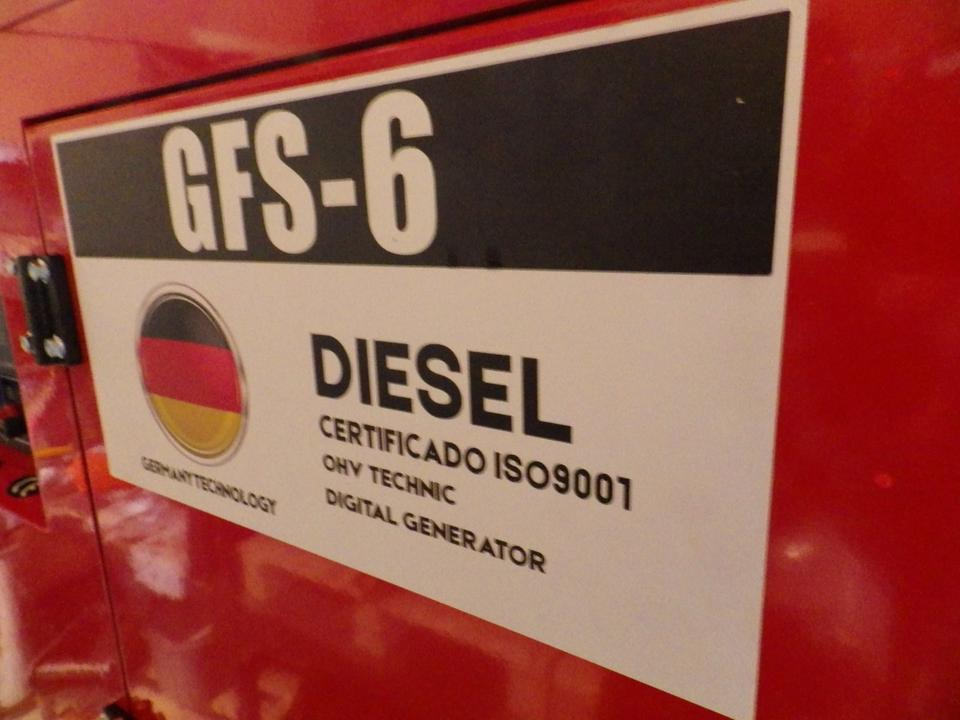 GFS-6
DIESEL
CERTIFICADO ISO9001
OHV TECHNIC
DIGITAL GENERATOR
GERMANYTECHNOLOGY